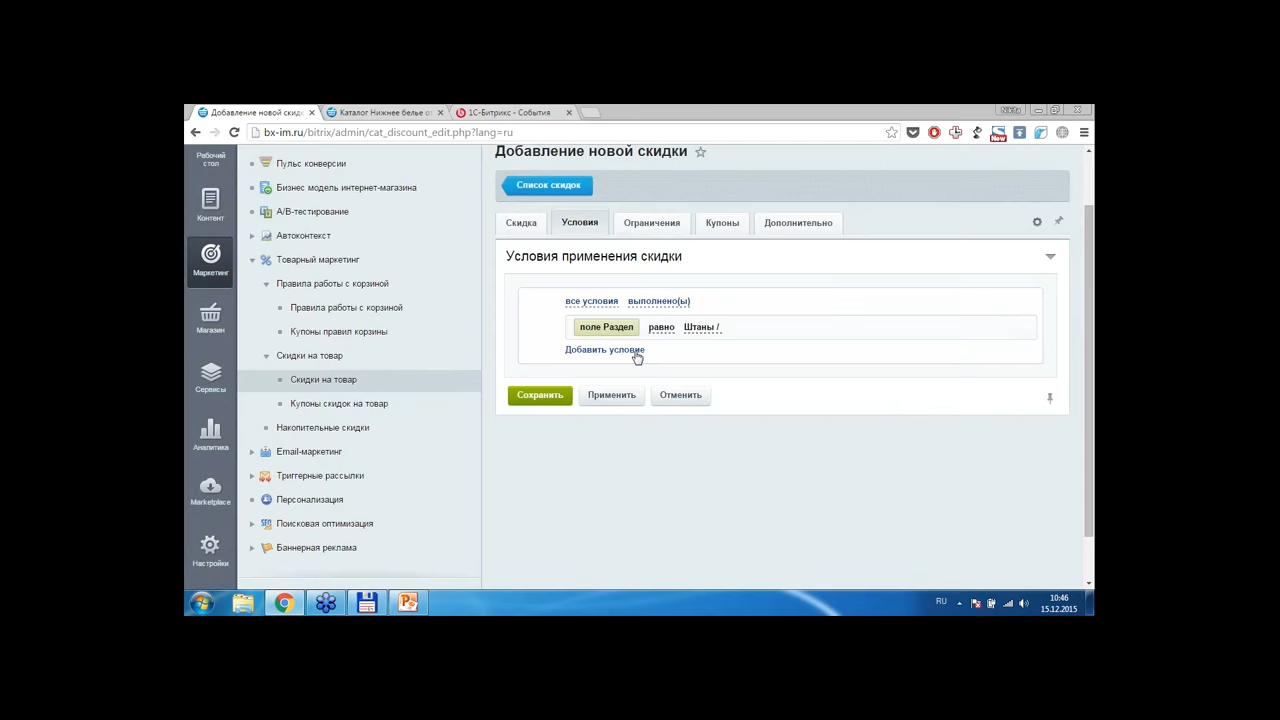 Добавление новой скидк
Каталог Нижнее белье о
1С-Битрикс - События
Nikita
bx-im.ru/bitrix/admin/cat_discount_edit.php?lang=ru
New
Рабочий стол
Контент
Маркетинг
Магазин
Сервисы
Аналитика
Marketplace
Настройки
Пульс конверсии
Бизнес модель интернет-магазина
A/B-тестирование
Автоконтекст
Товарный маркетинг
Правила работы с корзиной
Правила работы с корзиной
Купоны правил корзины
Скидки на товар
Скидки на товар
Купоны скидок на товар
Накопительные скидки
Email-маркетинг
Триггерные рассылки
Персонализация
SEO
Поисковая оптимизация
Баннерная реклама
Добавление новой скидки
Список скидок
Скидка Условия Ограничения Купоны Дополнительно
Условия применения скидки
все условия выполнено(ы)
поле Раздел равно Штаны /
Добавить условие
Сохранить Применить Отменить
RU
10:46
15.12.2015